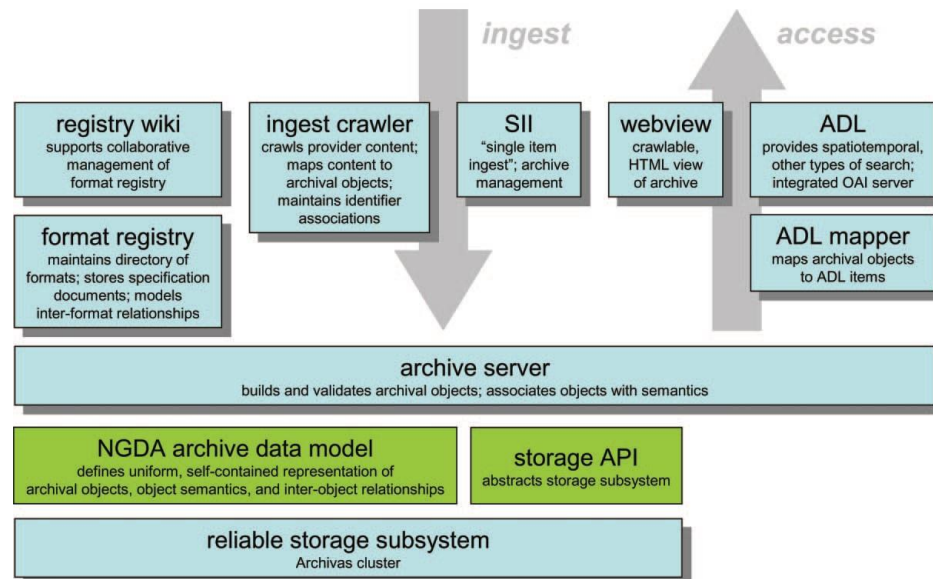 ingest
access
registry wiki
supports collaborative
management of
format registry
ingest crawler
crawls provider content;
maps content to
archival objects;
maintains identifier
associations
SII
“single item
ingest”; archive
management
webview
crawlable,
HTML view
of archive
ADL
provides spatiotemporal,
other types of search;
integrated OAI server
format registry
maintains directory of
formats; stores specification
documents; models
inter-format relationships
ADL mapper
maps archival objects
to ADL items
archive server
builds and validates archival objects; associates objects with semantics
NGDA archive data model
defines uniform, self-contained representation of
archival objects, object semantics, and inter-object relationships
storage API
abstracts storage subsystem
reliable storage subsystem
Archivas cluster